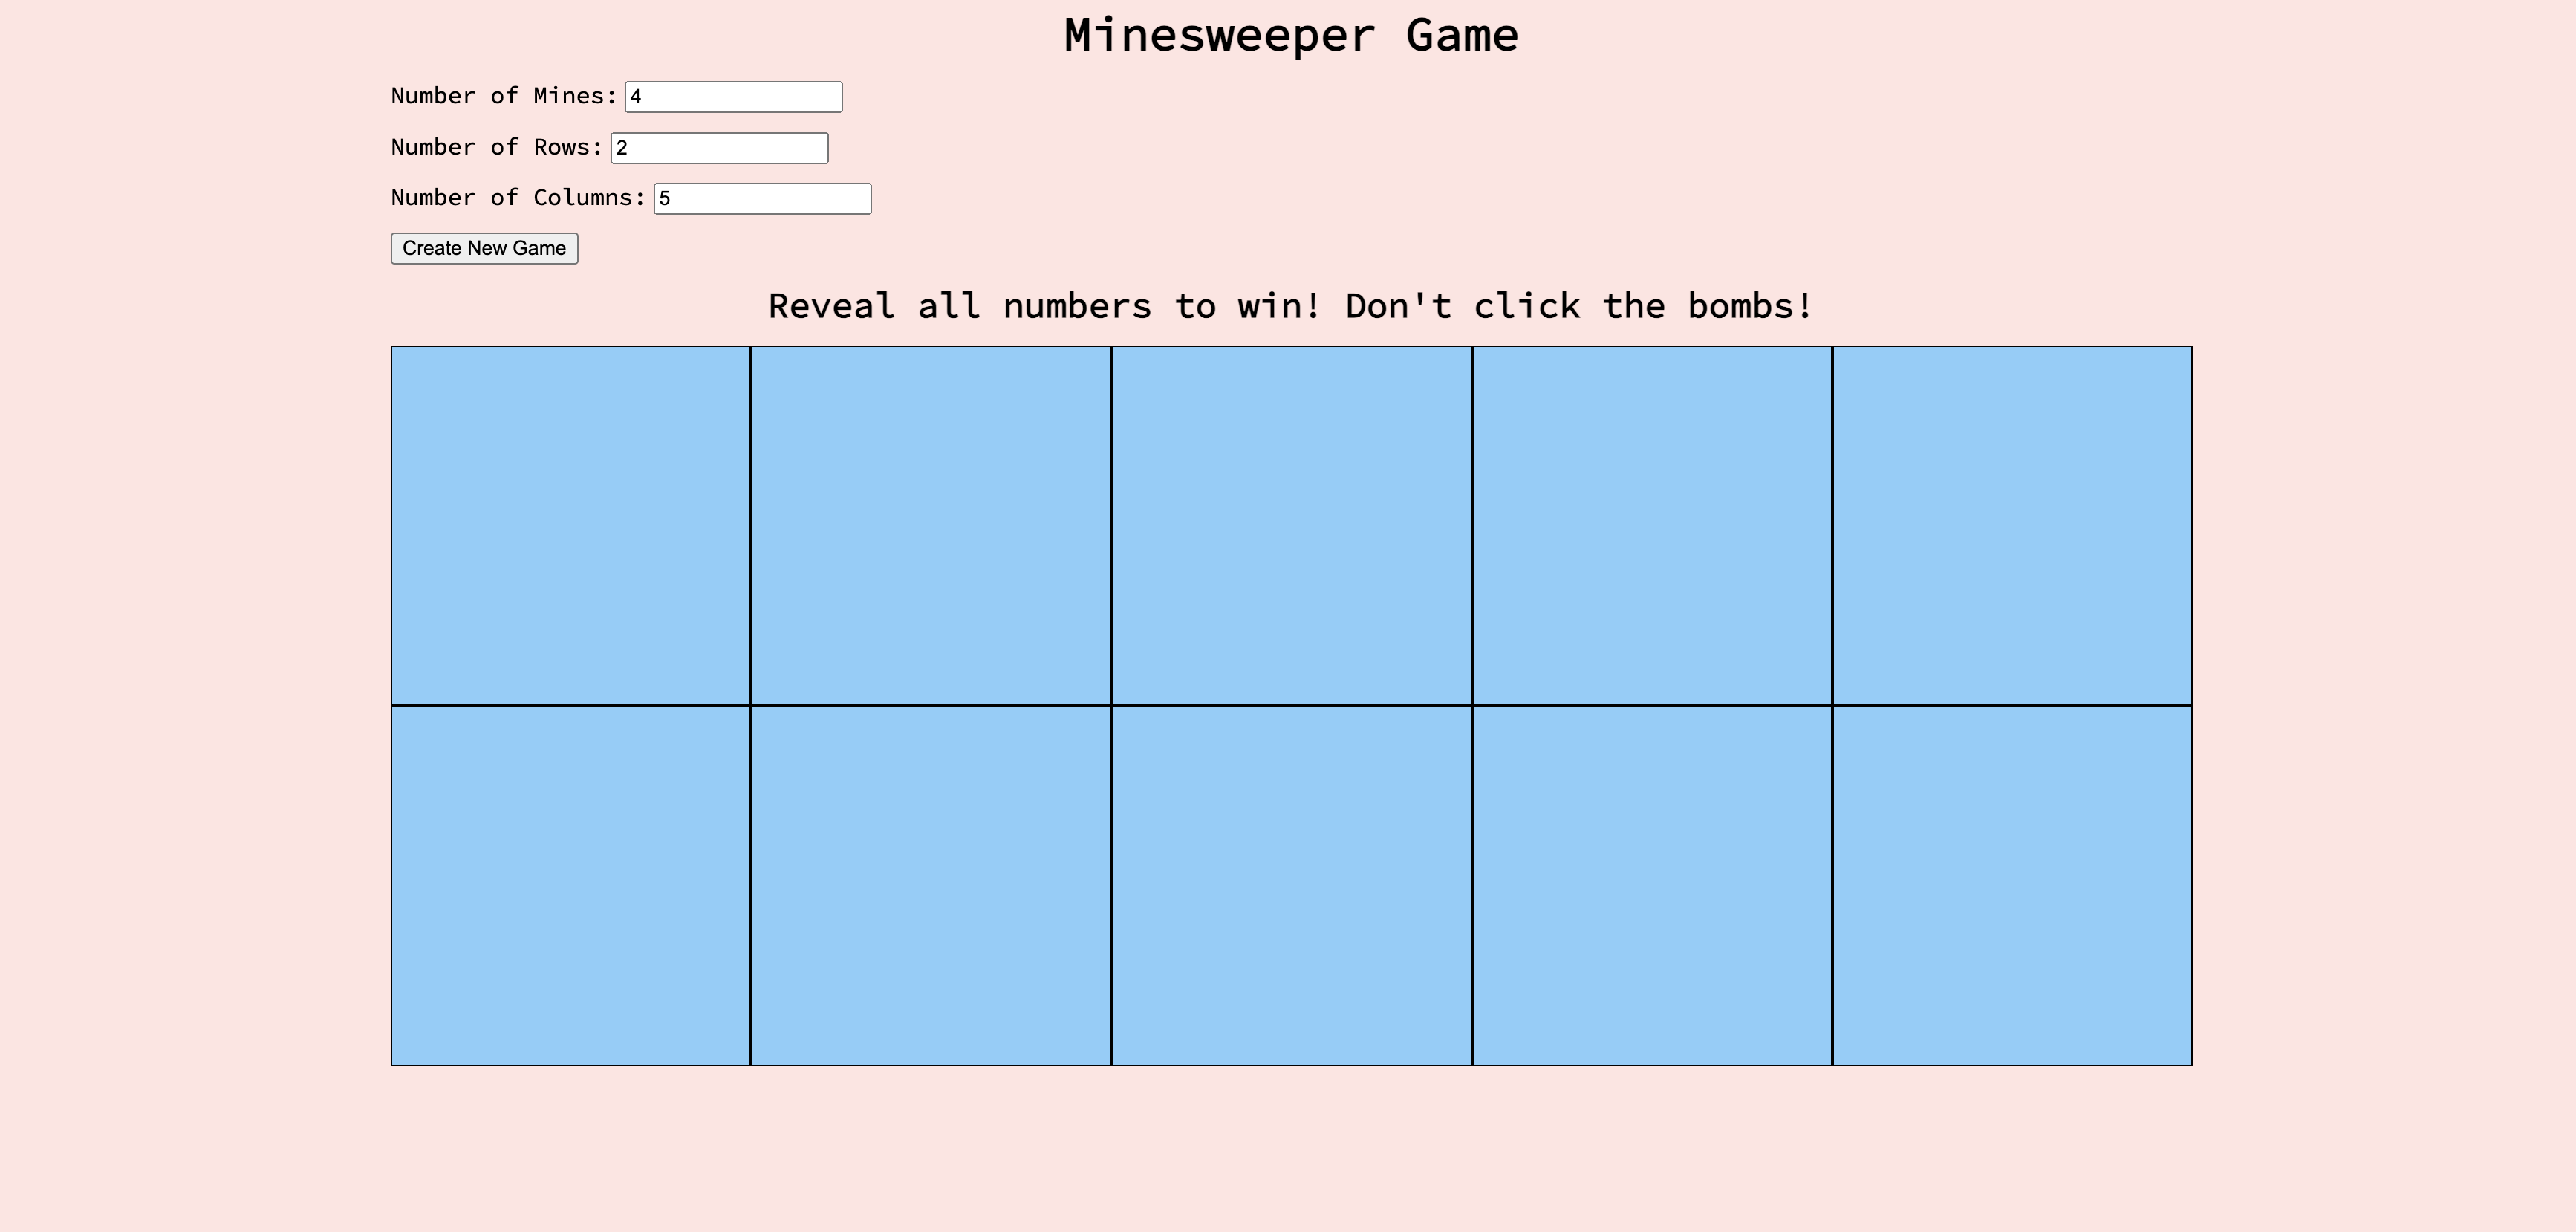 Minesweeper Game
Number of Mines: 4
Number of Rows: 2
Number of Columns: 5
Create New Game
Reveal all numbers to win! Don't click the bombs!